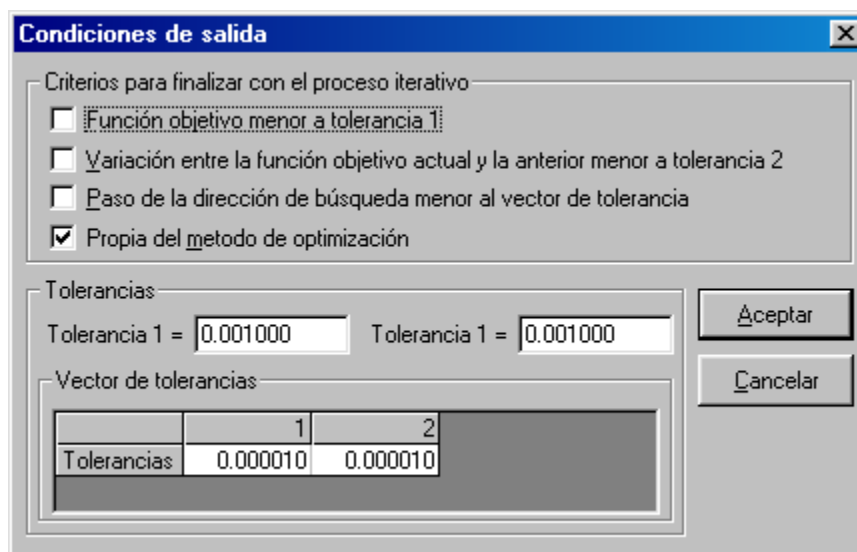 Condiciones de salida
Criterios para finalizar con el proceso iterativo
Función objetivo menor a tolerancia 1
Variación entre la función objetivo actual y la anterior menor a tolerancia 2
Paso de la dirección de búsqueda menor al vector de tolerancia
Propia del metodo de optimización
Tolerancias
Tolerancia 1 = 0.001000 Tolerancia 1 = 0.001000
Aceptar
Cancelar
Vector de tolerancias
1 2
Tolerancias 0.000010 0.000010